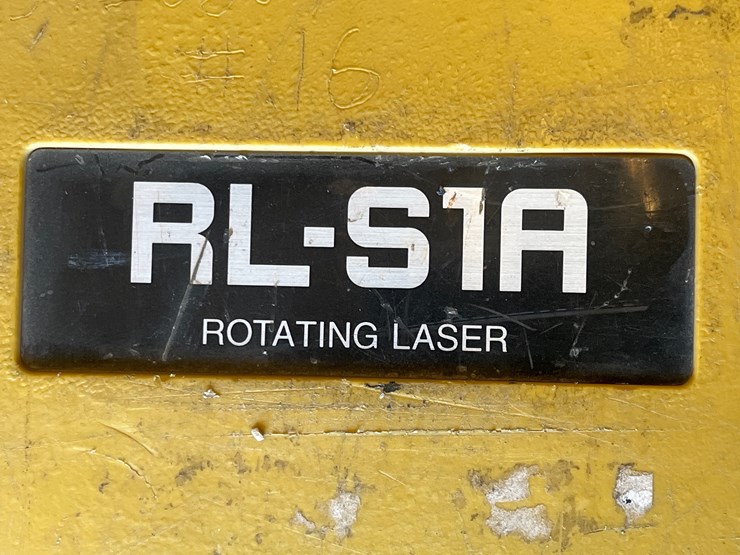 #16
RL-S1A
ROTATING LASER